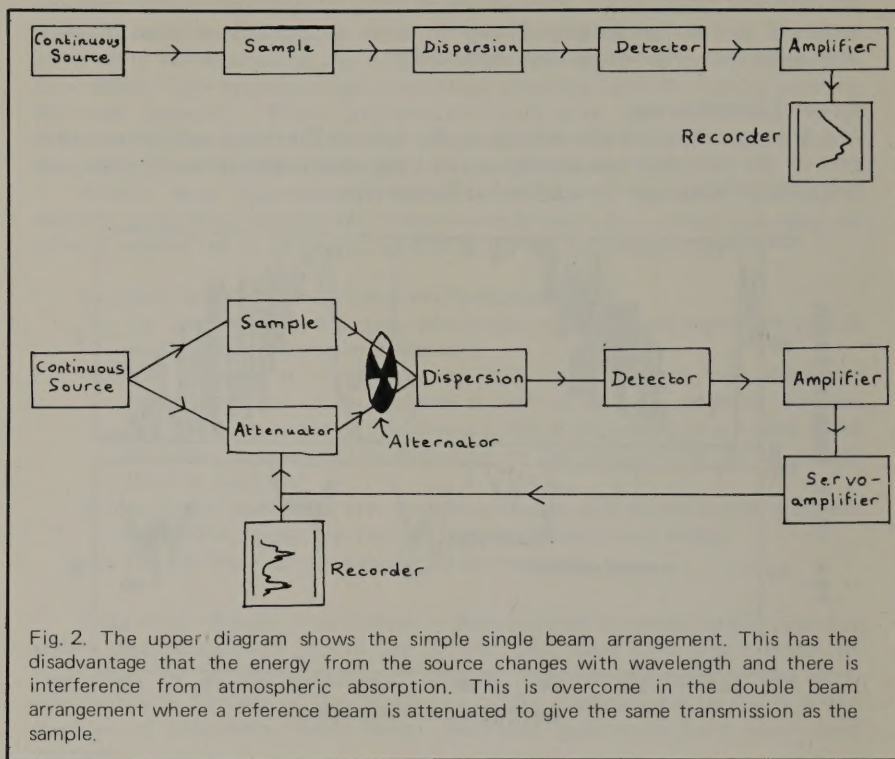 Continuous
Source
Sample
Dispersion
Detector
Amplifier
Recorder
Continuous
Source
Sample
Attenuator
Alternator
Dispersion
Detector
Amplifier
Servo-
amplifier
Recorder
Fig. 2. The upper diagram shows the simple single beam arrangement. This has the
disadvantage that the energy from the source changes with wavelength and there is
interference from atmospheric absorption. This is overcome in the double beam
arrangement where a reference beam is attenuated to give the same transmission as the
sample.